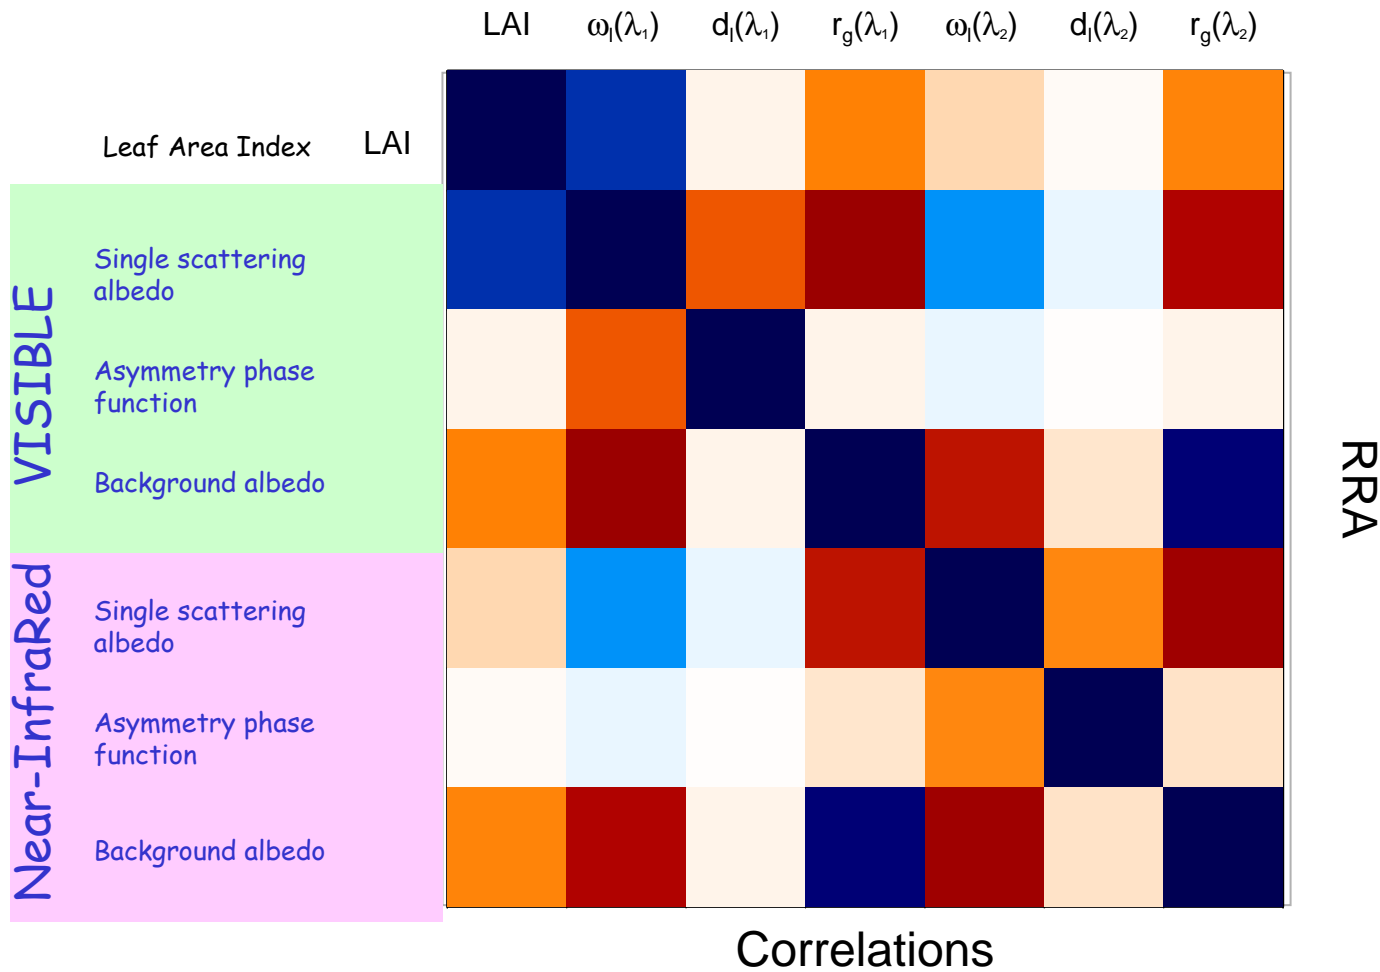 LAI ωl(λ1) dl(λ1) rg(λ1) ωl(λ2) dl(λ2) rg(λ2)
Leaf Area Index LAI
VISIBLE
Single scattering
albedo
Asymmetry phase
function
Background albedo
Near-InfraRed
Single scattering
albedo
Asymmetry phase
function
Background albedo
RRA
Correlations